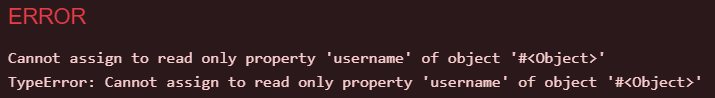 ERROR
Cannot assign to read only property 'username' of object '#<Object>'
TypeError: Cannot assign to read only property 'username' of object '#<Object>'